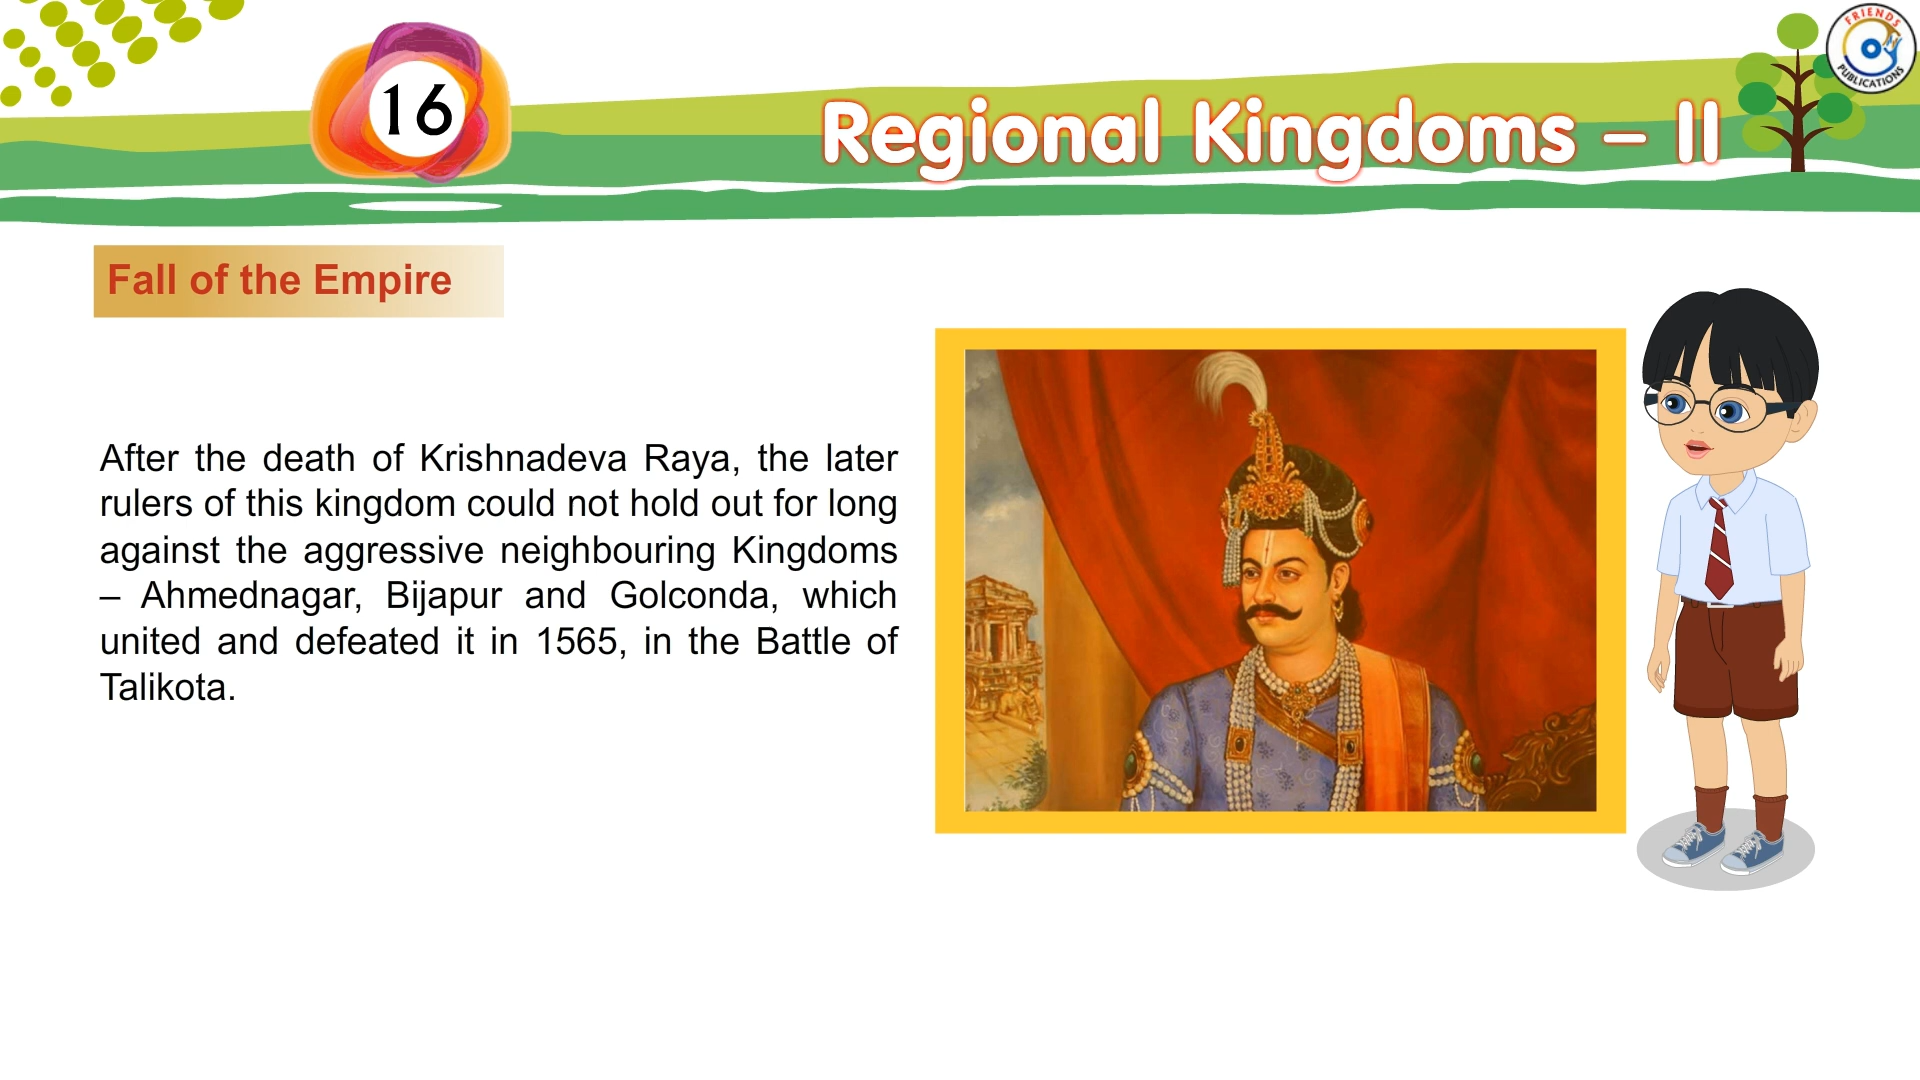 FRIENDS
PUBLICATIONS
16
Regional Kingdoms – II
Fall of the Empire
After the death of Krishnadeva Raya, the later
rulers of this kingdom could not hold out for long
against the aggressive neighbouring Kingdoms
– Ahmednagar, Bijapur and Golconda, which
united and defeated it in 1565, in the Battle of
Talikota.